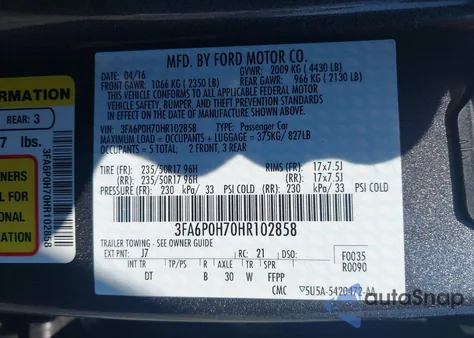 MFD. BY FORD MOTOR CO.
04/16 GVWR: 2009 KG ( 4430 LB)
FRONT GAWR: 1066 KG ( 2350 LB) REAR GAWR: 966 KG ( 2130 LB)
THIS VEHICLE CONFORMS TO ALL APPLICABLE FEDERAL MOTOR
VEHICLE SAFETY, BUMPER, AND THEFT PREVENTION STANDARDS
IN EFFECT ON THE DATE OF MANUFACTURE SHOWN ABOVE.
VIN: 3FA6P0H70HR102858 TYPE: Passenger Car
MAXIMUM LOAD = OCCUPANTS + LUGGAGE = 375KG/ 827LB
OCCUPANTS = 5 TOTAL, 2 FRONT, 3 REAR
TIRE (FR): 235/50R17 96H RIMS (FR): 17x7.5J
(RR): 235/50R17 96H (RR): 17x7.5J
PRESSURE (FR): 230 kPa/ 33 PSI COLD (RR): 230 kPa/ 33 PSI COLD
3FA6P0H70HR102858
TRAILER TOWING - SEE OWNER GUIDE
EXT PNT: J7 RC: 21 DSO: F0035
R0090
INT TR TP/PS R AXLE TR SPR
DT B 30 W FFPP
CMC 5U5A-5420472-AA
ORMATION
REAR: 3
7 lbs.
3FA6P0H70HR102858
AutoSnap